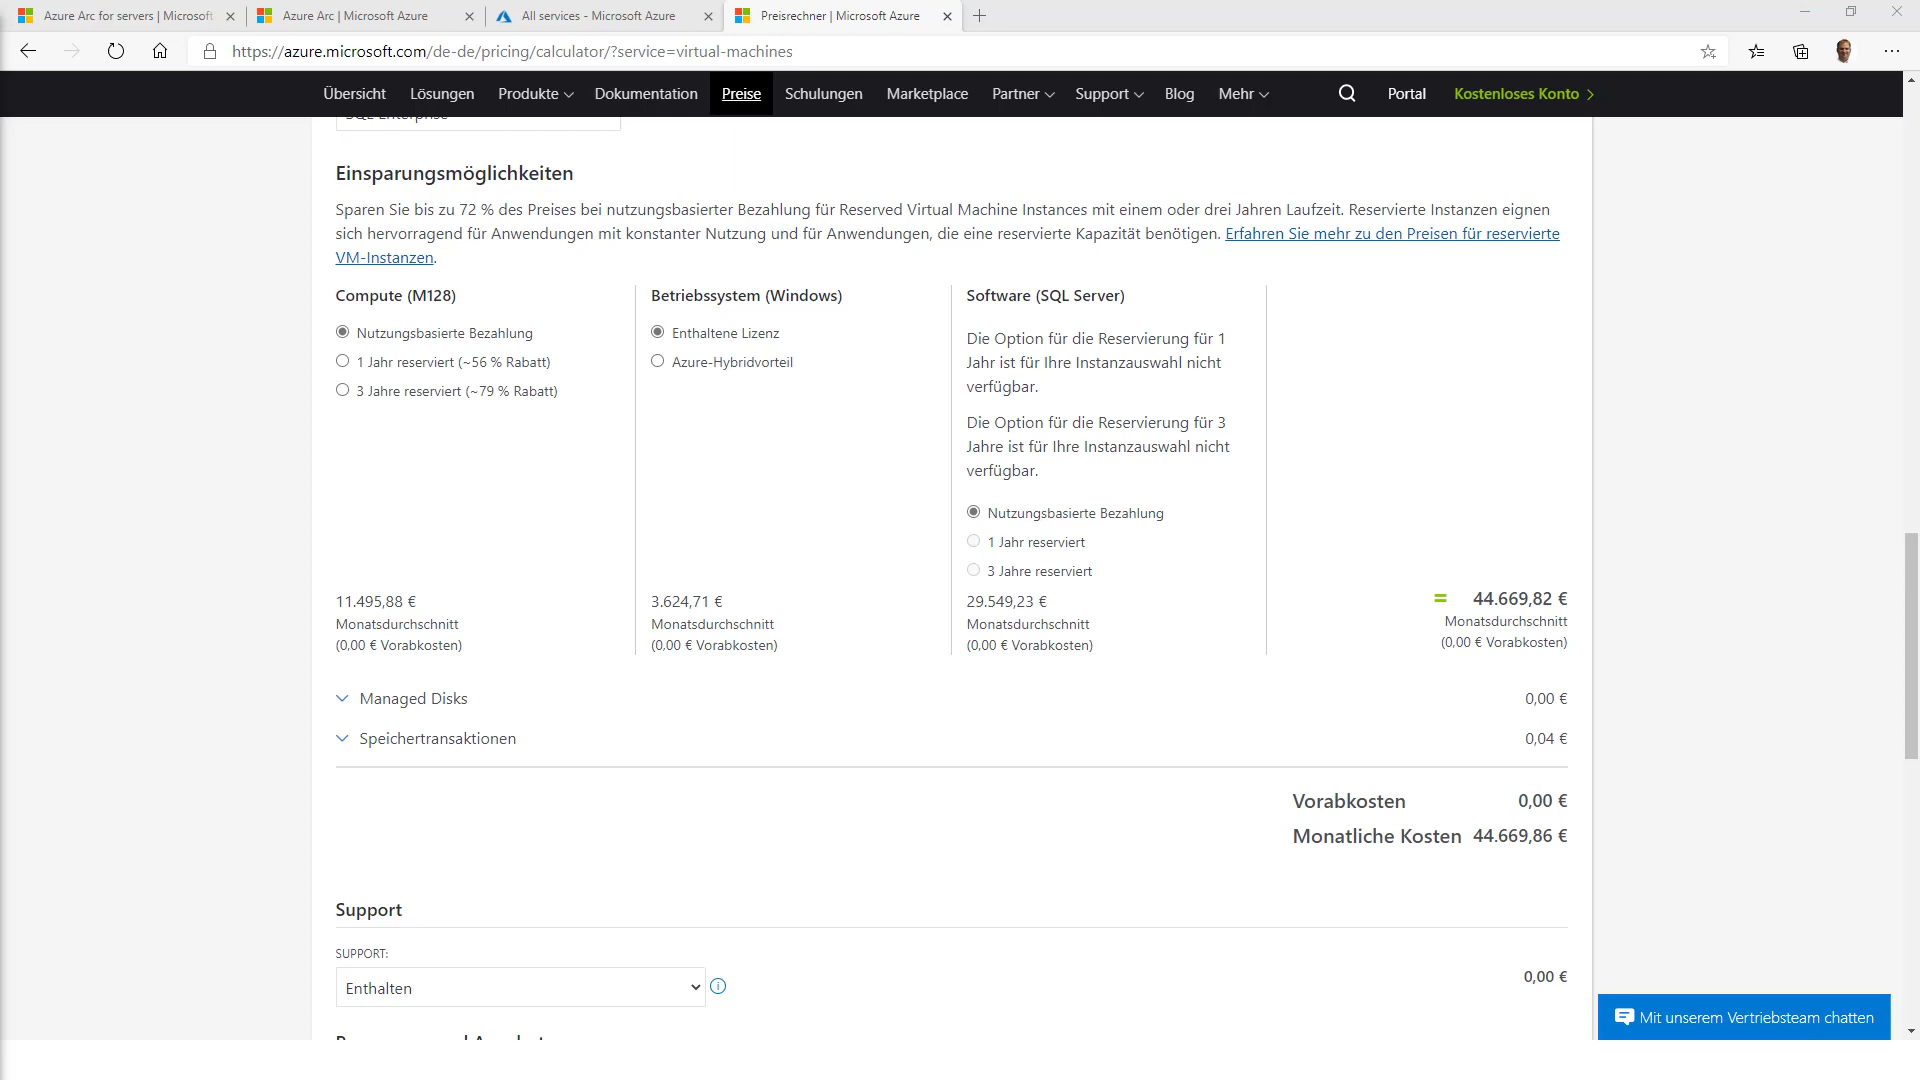 Azure Arc for servers | Microsoft
Azure Arc | Microsoft Azure
All services - Microsoft Azure
Preisrechner | Microsoft Azure
https://azure.microsoft.com/de-de/pricing/calculator/?service=virtual-machines
Übersicht Lösungen Produkte Dokumentation Preise Schulungen Marketplace Partner Support Blog Mehr Portal Kostenloses Konto
SQL Enterprise
Einsparungsmöglichkeiten
Sparen Sie bis zu 72 % des Preises bei nutzungsbasierter Bezahlung für Reserved Virtual Machine Instances mit einem oder drei Jahren Laufzeit. Reservierte Instanzen eignen
sich hervorragend für Anwendungen mit konstanter Nutzung und für Anwendungen, die eine reservierte Kapazität benötigen. Erfahren Sie mehr zu den Preisen für reservierte
VM-Instanzen.
Compute (M128)
Nutzungsbasierte Bezahlung
1 Jahr reserviert (~56 % Rabatt)
3 Jahre reserviert (~79 % Rabatt)
11.495,88 €
Monatsdurchschnitt
(0,00 € Vorabkosten)
Betriebssystem (Windows)
Enthaltene Lizenz
Azure-Hybridvorteil
3.624,71 €
Monatsdurchschnitt
(0,00 € Vorabkosten)
Software (SQL Server)
Die Option für die Reservierung für 1
Jahr ist für Ihre Instanzauswahl nicht
verfügbar.
Die Option für die Reservierung für 3
Jahre ist für Ihre Instanzauswahl nicht
verfügbar.
Nutzungsbasierte Bezahlung
1 Jahr reserviert
3 Jahre reserviert
29.549,23 €
Monatsdurchschnitt
(0,00 € Vorabkosten)
= 44.669,82 €
Monatsdurchschnitt
(0,00 € Vorabkosten)
Managed Disks 0,00 €
Speichertransaktionen 0,04 €
Vorabkosten 0,00 €
Monatliche Kosten 44.669,86 €
Support
SUPPORT:
Enthalten
0,00 €
Mit unserem Vertriebsteam chatten